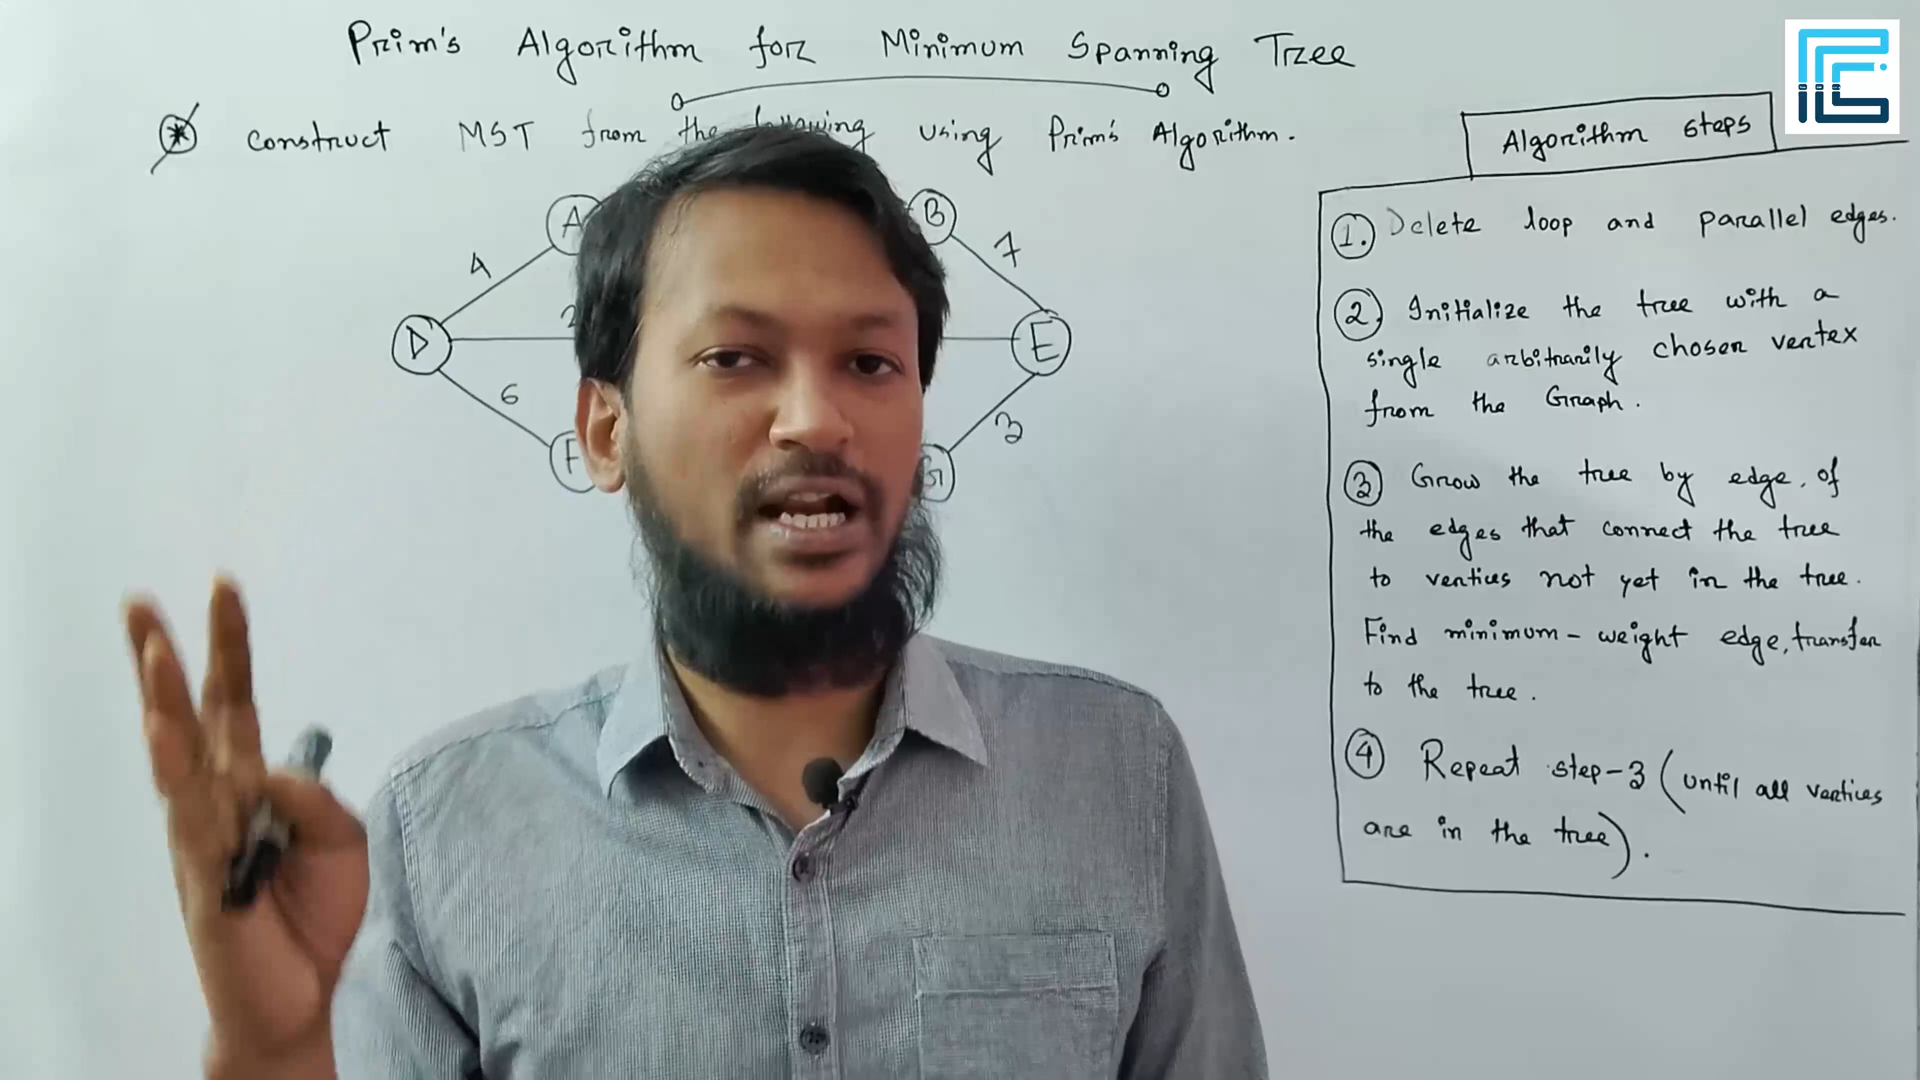 Prim's Algorithm for Minimum Spanning Tree
* Construct MST from the following using Prim's Algorithm.
Algorithm steps
1. Delete loop and parallel edges.
2. Initialize the tree with a
single arbitrarily chosen vertex
from the Graph.
3 Grow the tree by edge, of
the edges that connect the tree
to vertices not yet in the tree.
Find minimum-weight edge, transfer
to the tree.
4 Repeat step-3 (until all vertices
are in the tree).
A
B
4
7
2
D
E
6
3
F
G